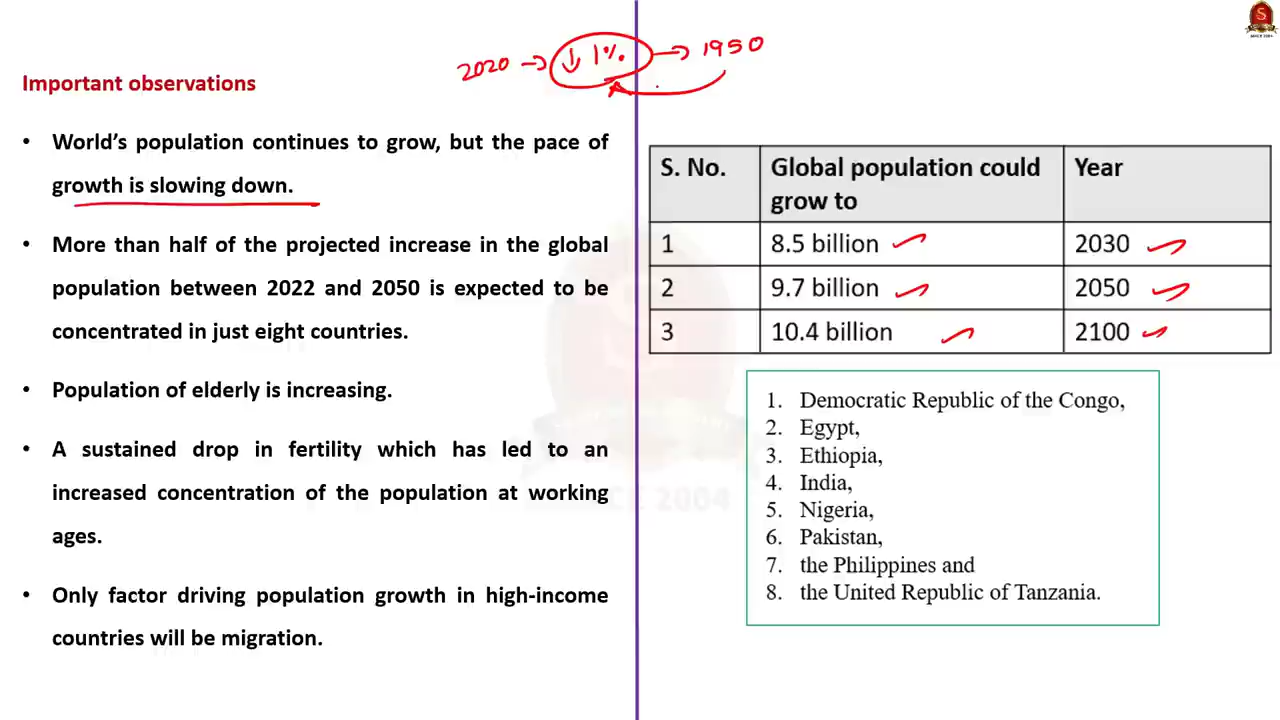 2020 → ↓ 1% → 1950
Important observations
• World's population continues to grow, but the pace of
growth is slowing down.
• More than half of the projected increase in the global
population between 2022 and 2050 is expected to be
concentrated in just eight countries.
• Population of elderly is increasing.
• A sustained drop in fertility which has led to an
increased concentration of the population at working
ages.
• Only factor driving population growth in high-income
countries will be migration.
S. No. Global population could grow to Year
1 8.5 billion 2030
2 9.7 billion 2050
3 10.4 billion 2100
1. Democratic Republic of the Congo,
2. Egypt,
3. Ethiopia,
4. India,
5. Nigeria,
6. Pakistan,
7. the Philippines and
8. the United Republic of Tanzania.
S
SINCE 2004